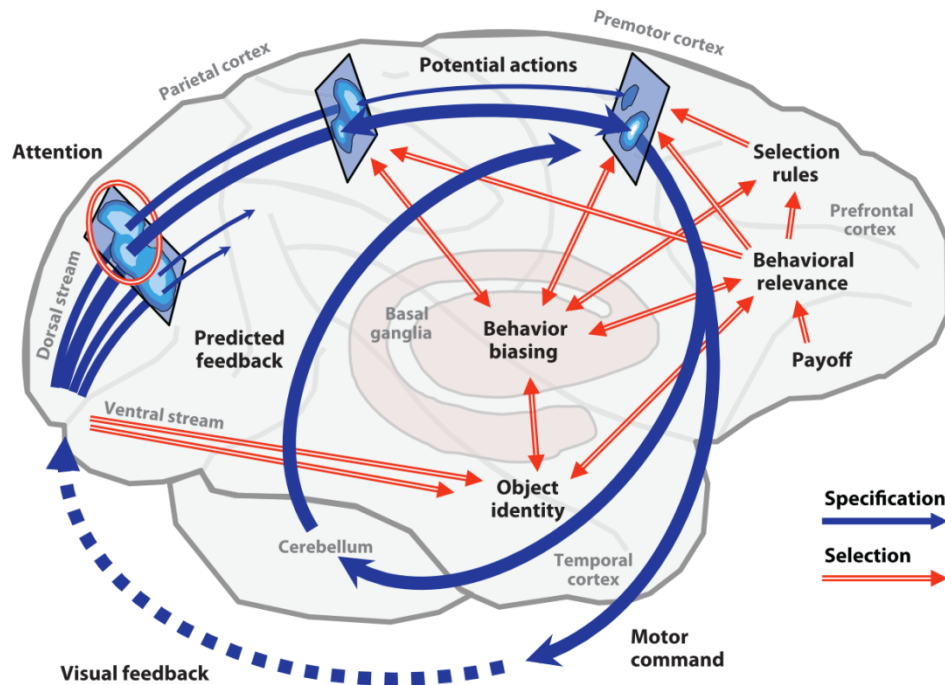 Premotor cortex
Parietal cortex
Potential actions
Attention
Selection
rules
Prefrontal
cortex
Behavioral
relevance
Dorsal stream
Basal
ganglia
Behavior
biasing
Predicted
feedback
Payoff
Ventral stream
Object
identity
Specification
Cerebellum
Selection
Temporal
cortex
Motor
command
Visual feedback